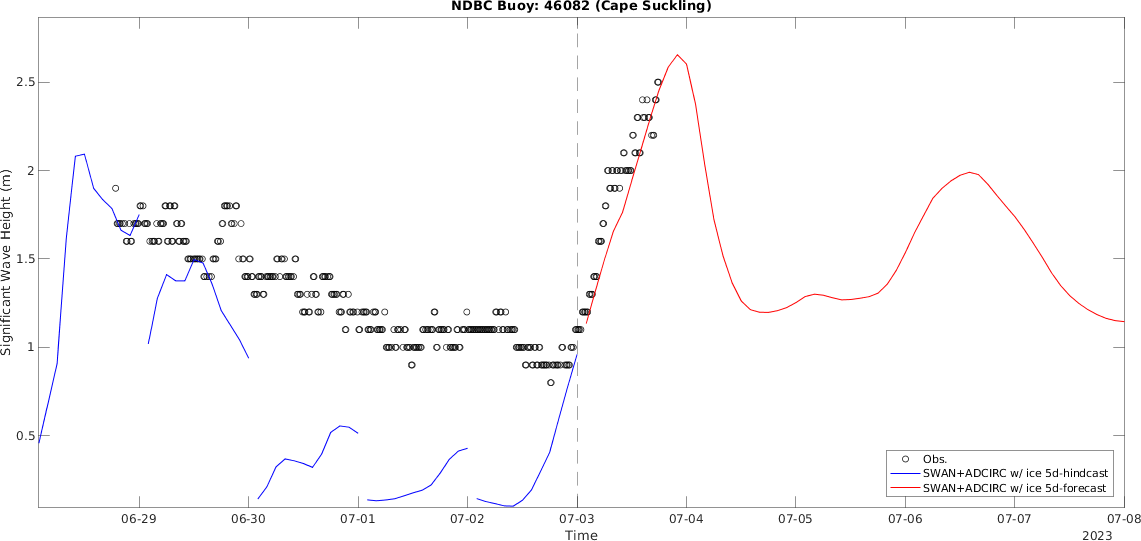 NDBC Buoy: 46082 (Cape Suckling)
Significant Wave Height (m)
2.5
2
1.5
1
0.5
Obs.
SWAN+ADCIRC w/ ice 5d-hindcast
SWAN+ADCIRC w/ ice 5d-forecast
06-29 06-30 07-01 07-02 07-03 07-04 07-05 07-06 07-07 07-08
Time
2023